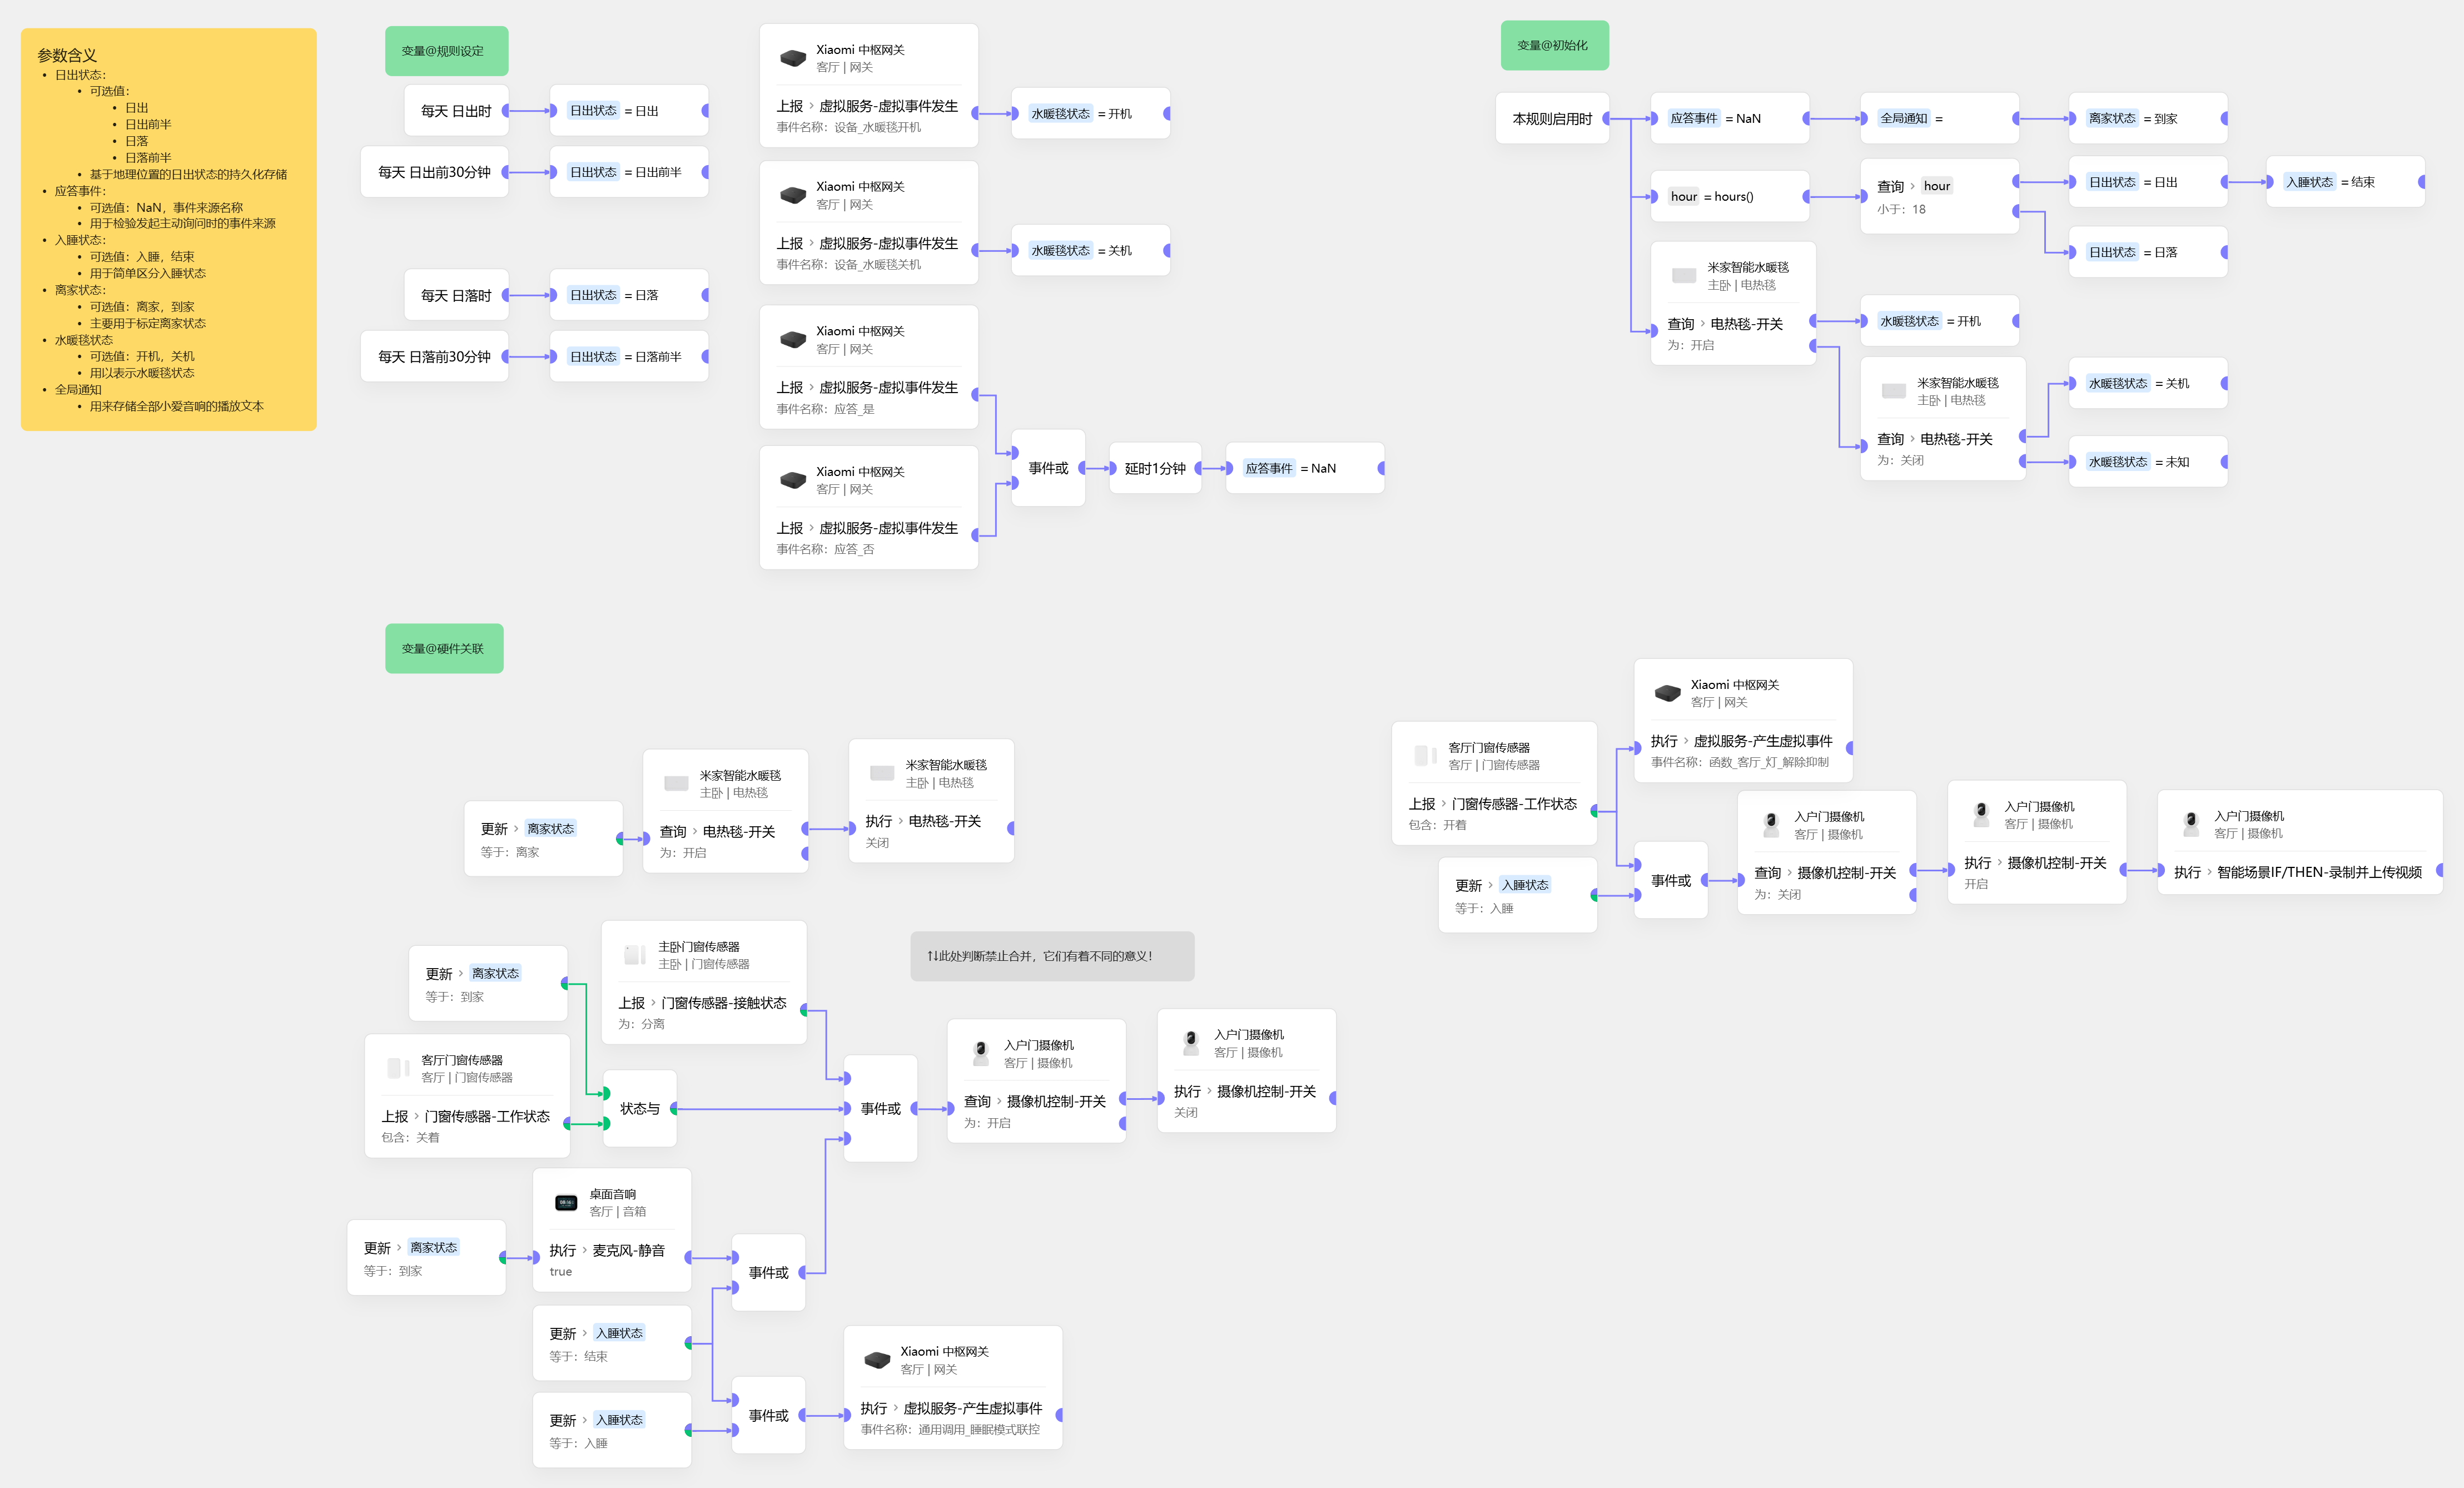 参数含义
日出状态：
可选值：
日出
日出前半
日落
日落前半
基于地理位置的日出状态的持久化存储
应答事件：
可选值：NaN，事件来源名称
用于检验发起主动询问时的事件来源
入睡状态：
可选值：入睡，结束
用于简单区分入睡状态
离家状态：
可选值：离家，到家
主要用于标定离家状态
水暖毯状态
可选值：开机，关机
用以表示水暖毯状态
全局通知
用来存储全部小爱音响的播放文本
变量@规则设定
每天 日出时
日出状态 = 日出
每天 日出前30分钟
日出状态 = 日出前半
每天 日落时
日出状态 = 日落
每天 日落前30分钟
日出状态 = 日落前半
Xiaomi 中枢网关
客厅 | 网关
上报 › 虚拟服务-虚拟事件发生
事件名称：设备_水暖毯开机
水暖毯状态 = 开机
Xiaomi 中枢网关
客厅 | 网关
上报 › 虚拟服务-虚拟事件发生
事件名称：设备_水暖毯关机
水暖毯状态 = 关机
Xiaomi 中枢网关
客厅 | 网关
上报 › 虚拟服务-虚拟事件发生
事件名称：应答_是
Xiaomi 中枢网关
客厅 | 网关
上报 › 虚拟服务-虚拟事件发生
事件名称：应答_否
事件或
延时1分钟
应答事件 = NaN
变量@初始化
本规则启用时
应答事件 = NaN
全局通知 =
离家状态 = 到家
hour = hours()
查询 › hour
小于：18
日出状态 = 日出
入睡状态 = 结束
日出状态 = 日落
米家智能水暖毯
主卧 | 电热毯
查询 › 电热毯-开关
为：开启
水暖毯状态 = 开机
米家智能水暖毯
主卧 | 电热毯
查询 › 电热毯-开关
为：关闭
水暖毯状态 = 关机
水暖毯状态 = 未知
变量@硬件关联
更新 › 离家状态
等于：离家
米家智能水暖毯
主卧 | 电热毯
查询 › 电热毯-开关
为：开启
米家智能水暖毯
主卧 | 电热毯
执行 › 电热毯-开关
关闭
客厅门窗传感器
客厅 | 门窗传感器
上报 › 门窗传感器-工作状态
包含：开着
Xiaomi 中枢网关
客厅 | 网关
执行 › 虚拟服务-产生虚拟事件
事件名称：函数_客厅_灯_解除抑制
更新 › 入睡状态
等于：入睡
事件或
入户门摄像机
客厅 | 摄像机
查询 › 摄像机控制-开关
为：关闭
入户门摄像机
客厅 | 摄像机
执行 › 摄像机控制-开关
开启
入户门摄像机
客厅 | 摄像机
执行 › 智能场景IF/THEN-录制并上传视频
更新 › 离家状态
等于：到家
主卧门窗传感器
主卧 | 门窗传感器
上报 › 门窗传感器-接触状态
为：分离
↑↓此处判断禁止合并，它们有着不同的意义！
客厅门窗传感器
客厅 | 门窗传感器
上报 › 门窗传感器-工作状态
包含：关着
状态与
事件或
入户门摄像机
客厅 | 摄像机
查询 › 摄像机控制-开关
为：开启
入户门摄像机
客厅 | 摄像机
执行 › 摄像机控制-开关
关闭
更新 › 离家状态
等于：到家
桌面音响
客厅 | 音箱
执行 › 麦克风-静音
true
事件或
更新 › 入睡状态
等于：结束
更新 › 入睡状态
等于：入睡
事件或
Xiaomi 中枢网关
客厅 | 网关
执行 › 虚拟服务-产生虚拟事件
事件名称：通用调用_睡眠模式联控